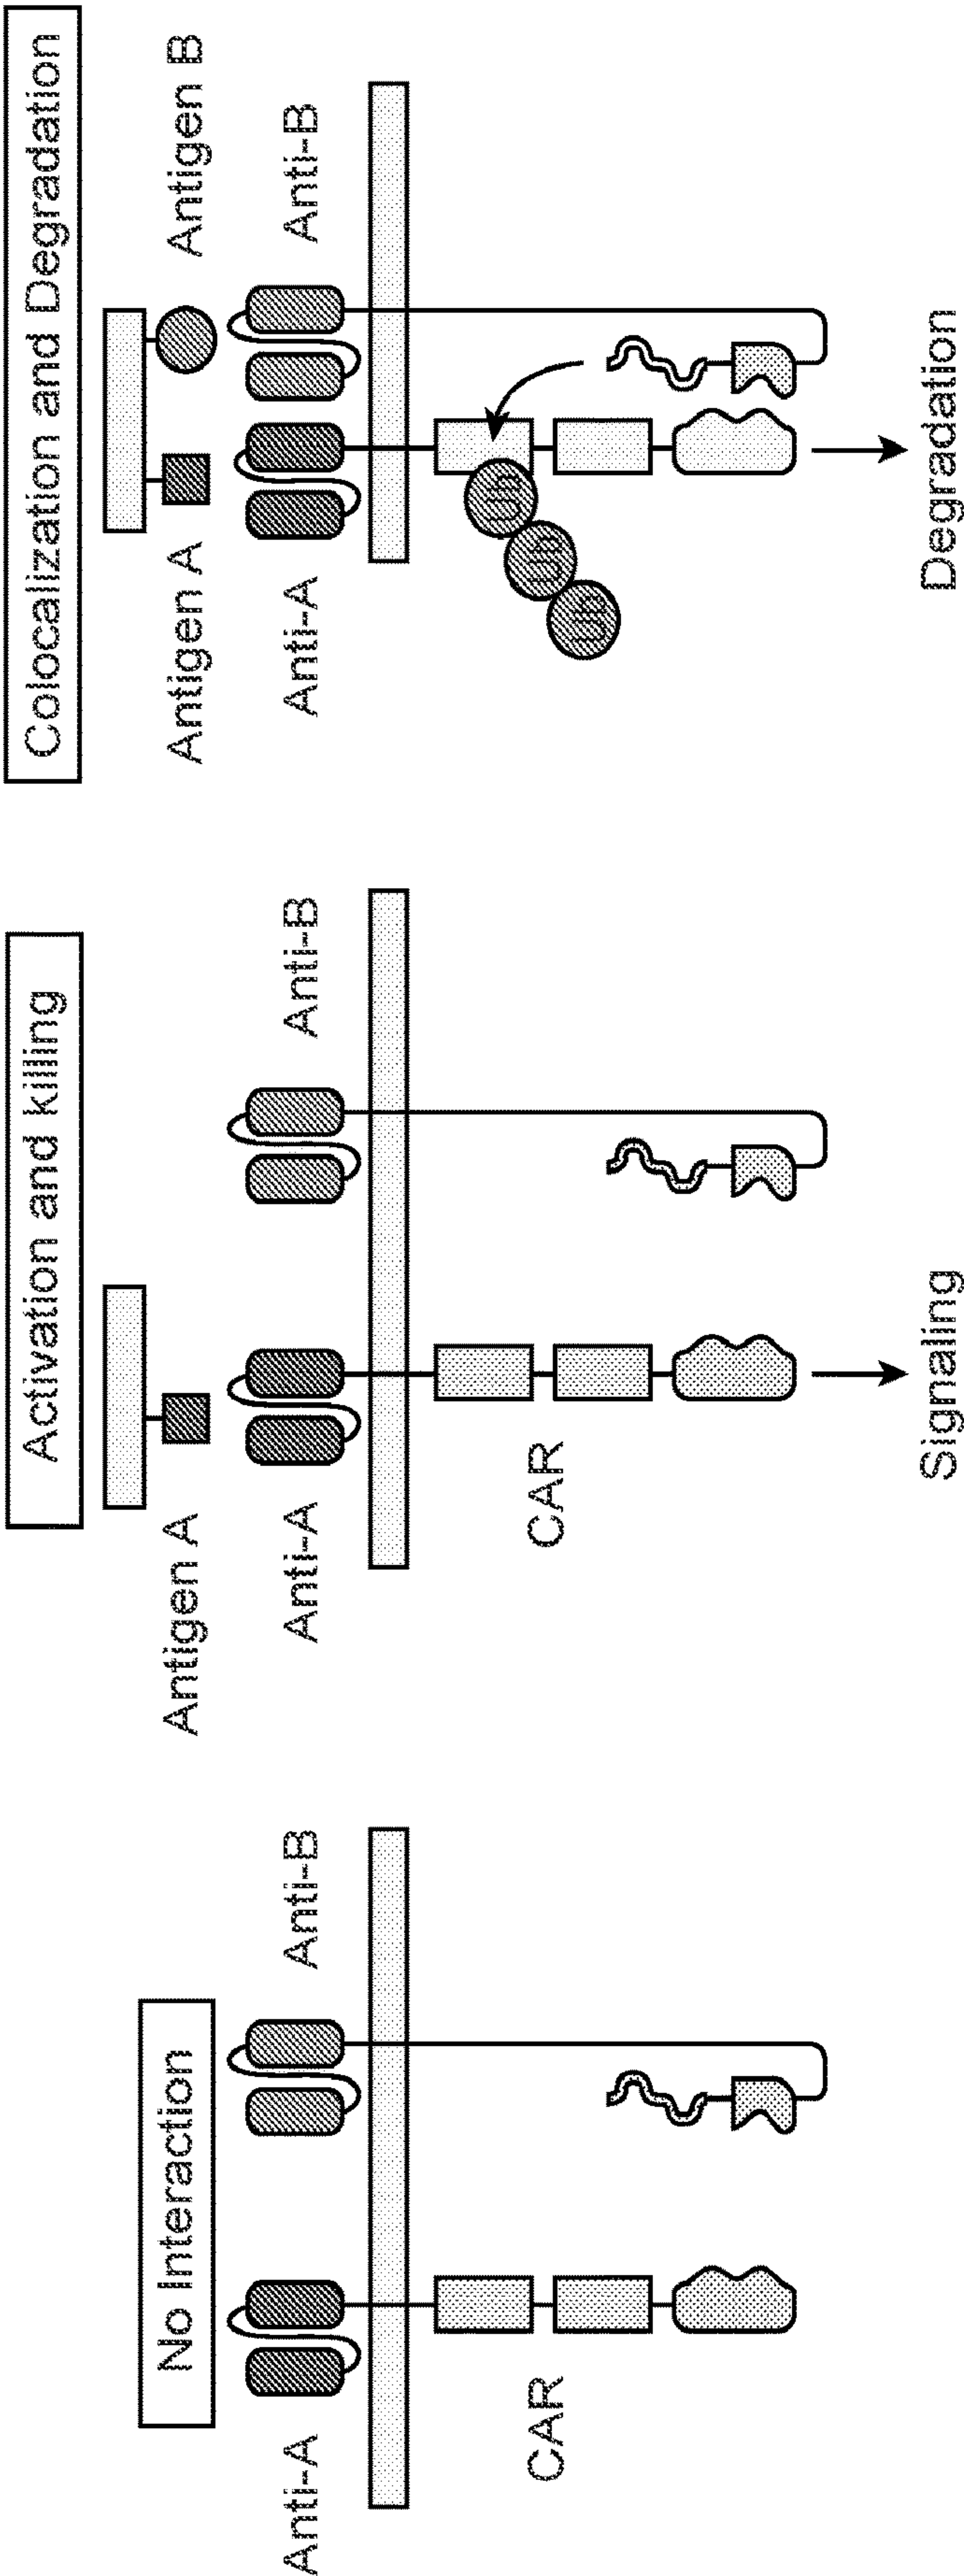 No Interaction
Anti-A
Anti-B
CAR
Activation and killing
Antigen A
Anti-A
Anti-B
CAR
Signaling
Colocalization and Degradation
Antigen A
Antigen B
Anti-A
Anti-B
Ub
Ub
Ub
Degradation